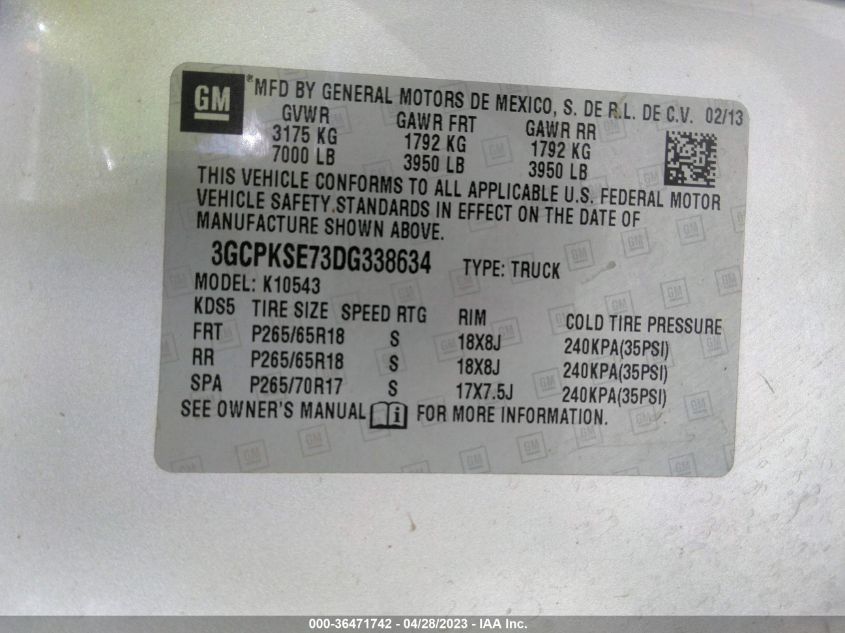 GM
®MFD BY GENERAL MOTORS DE MEXICO, S. DE R.L. DE C.V. 02/13
GVWR GAWR FRT GAWR RR
3175 KG 1792 KG 1792 KG
7000 LB 3950 LB 3950 LB
THIS VEHICLE CONFORMS TO ALL APPLICABLE U.S. FEDERAL MOTOR
VEHICLE SAFETY STANDARDS IN EFFECT ON THE DATE OF
MANUFACTURE SHOWN ABOVE.
3GCPKSE73DG338634 TYPE: TRUCK
MODEL: K10543
KDS5 TIRE SIZE SPEED RTG RIM COLD TIRE PRESSURE
FRT P265/65R18 S 18X8J 240KPA(35PSI)
RR P265/65R18 S 18X8J 240KPA(35PSI)
SPA P265/70R17 S 17X7.5J 240KPA(35PSI)
SEE OWNER'S MANUAL i FOR MORE INFORMATION.
000-36471742 - 04/28/2023 - IAA Inc.